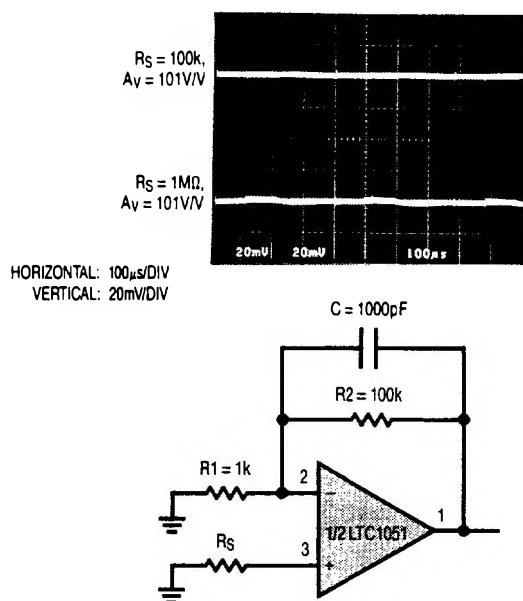 RS = 100k,
AV = 101V/V
RS = 1MΩ,
AV = 101V/V
20mV 20mV 100µs
HORIZONTAL: 100µs/DIV
VERTICAL: 20mV/DIV
C = 1000pF
R2 = 100k
R1 = 1k
2
−
1/2 LTC1051
1
RS
3
+